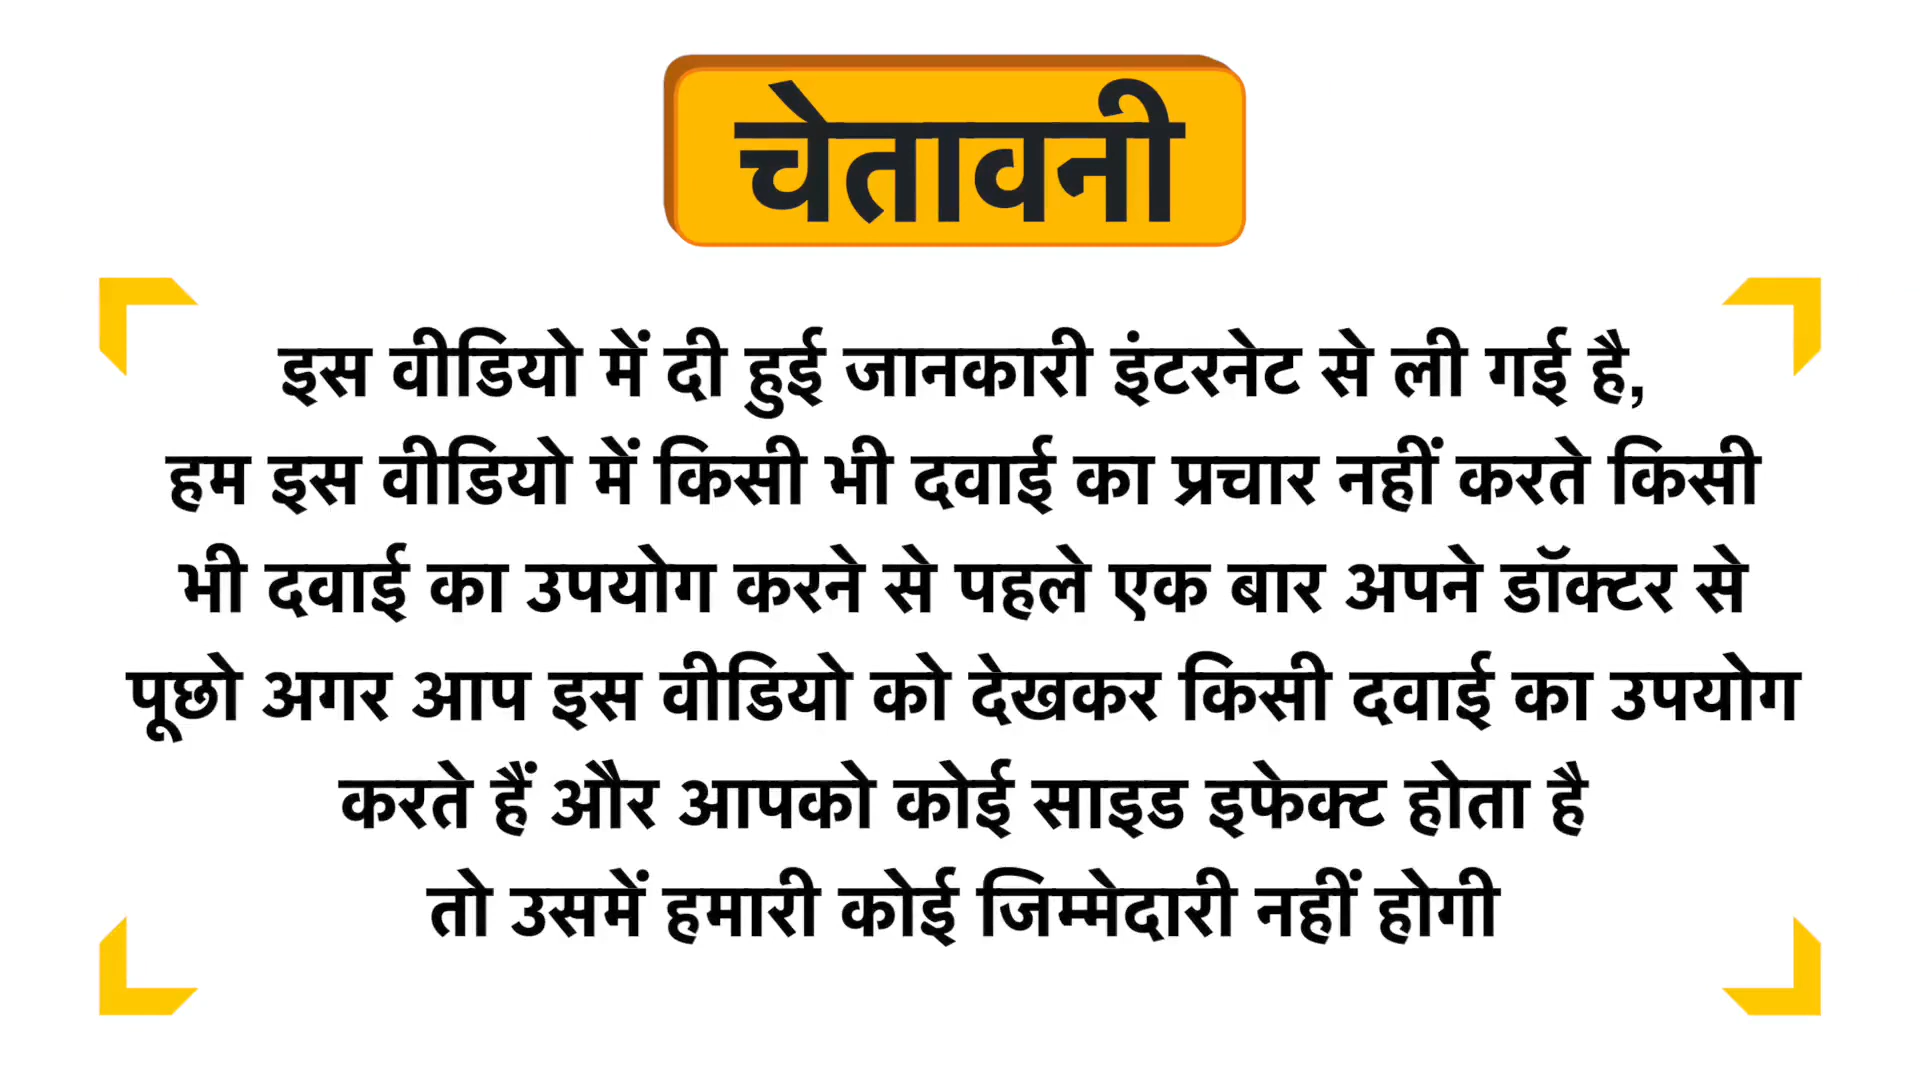 चेतावनी
इस वीडियो में दी हुई जानकारी इंटरनेट से ली गई है,
हम इस वीडियो में किसी भी दवाई का प्रचार नहीं करते किसी
भी दवाई का उपयोग करने से पहले एक बार अपने डॉक्टर से
पूछो अगर आप इस वीडियो को देखकर किसी दवाई का उपयोग
करते हैं और आपको कोई साइड इफेक्ट होता है
तो उसमें हमारी कोई जिम्मेदारी नहीं होगी